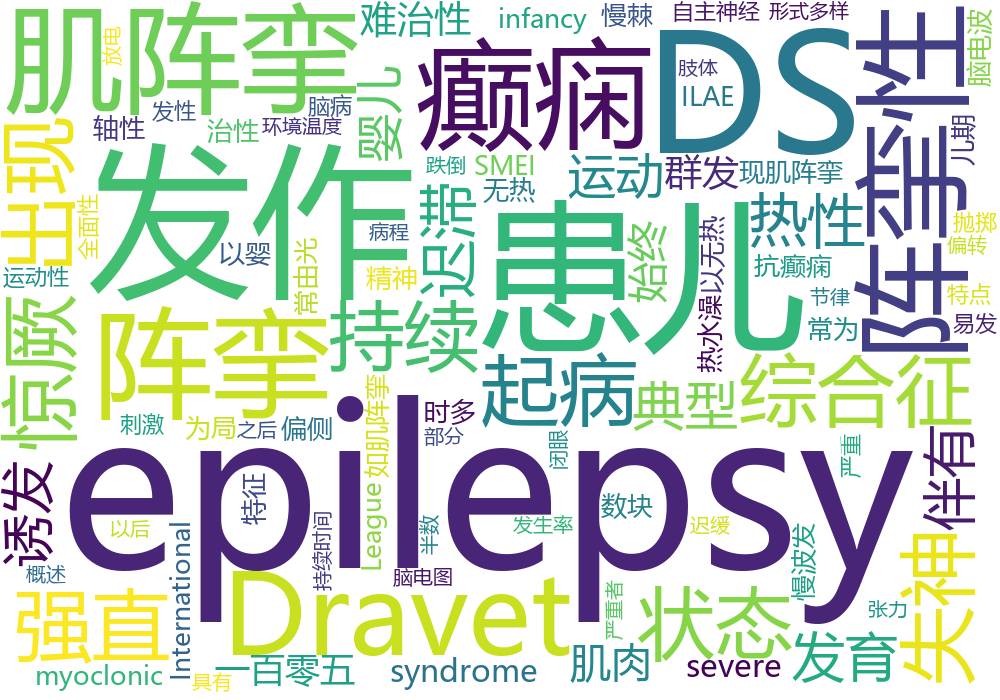 肌阵挛
难治性
infancy
慢棘
自主神经
形式多样
放电
发性
脑病
癫痫
DS
肢体
ILAE
阵挛性
脑电波
出现
轴性
治性
环境温度
婴儿
跌倒
SMEI
运动
群发
现肌阵挛
儿期
全面性
发作
无热
迟滞
患儿
热性
抛掷
偏转
以婴
病程
始终
以无热
抗癫痫
运动性
常由光
精神
热水澡
节律
特点
惊厥
阵挛
持续
起病
常为
易发
典型
综合征
刺激
为局
之后
偏侧
如肌阵挛
时多
部分
闭眼
严重
伴有
诱发
epilepsy
特征
League
数块
以后
International
持续时间
半数
发生率
迟缓
慢波发
失神
概述
脑电图
强直
Dravet
严重者
状态
张力
myoclonic
具有
一百零五
syndrome
肌肉
severe
发育